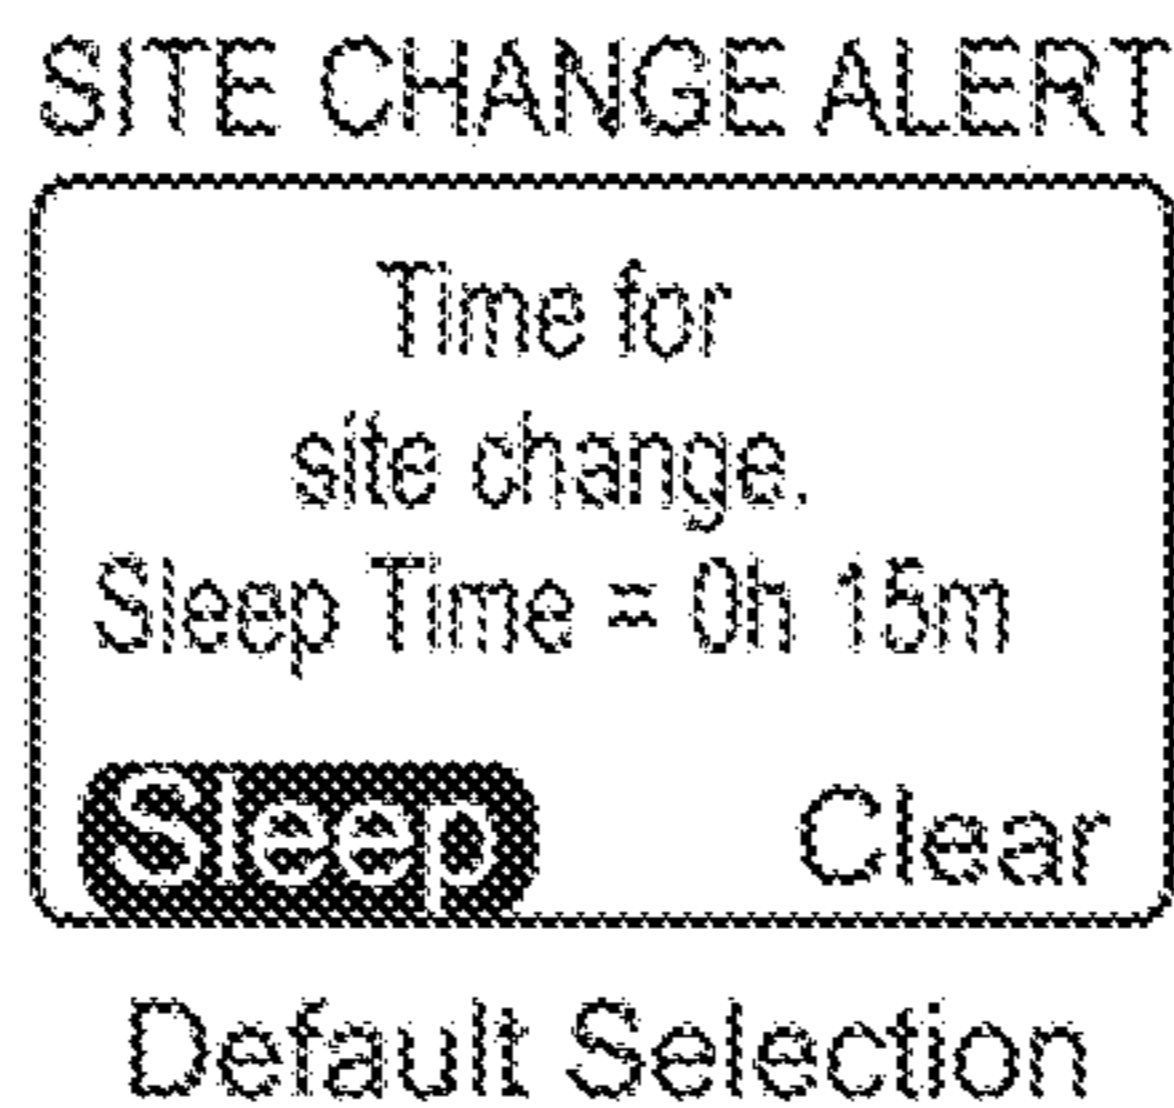 SITE CHANGE ALERT
Time for
site change.
Sleep Time = 0h 15m
Sleep Clear
Default Selection